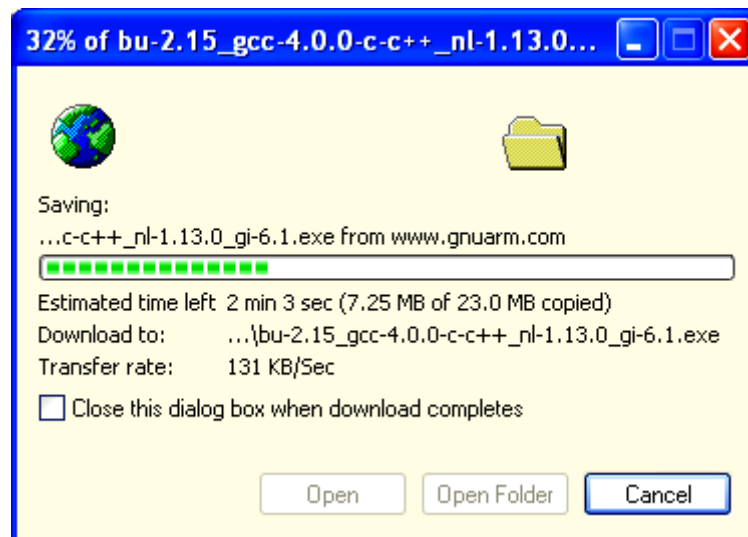 32% of bu-2.15_gcc-4.0.0-c-c++_nl-1.13.0...
Saving:
...c-c++_nl-1.13.0_gi-6.1.exe from www.gnuarm.com
Estimated time left 2 min 3 sec (7.25 MB of 23.0 MB copied)
Download to: ...\bu-2.15_gcc-4.0.0-c-c++_nl-1.13.0_gi-6.1.exe
Transfer rate: 131 KB/Sec
Close this dialog box when download completes
Open Open Folder Cancel